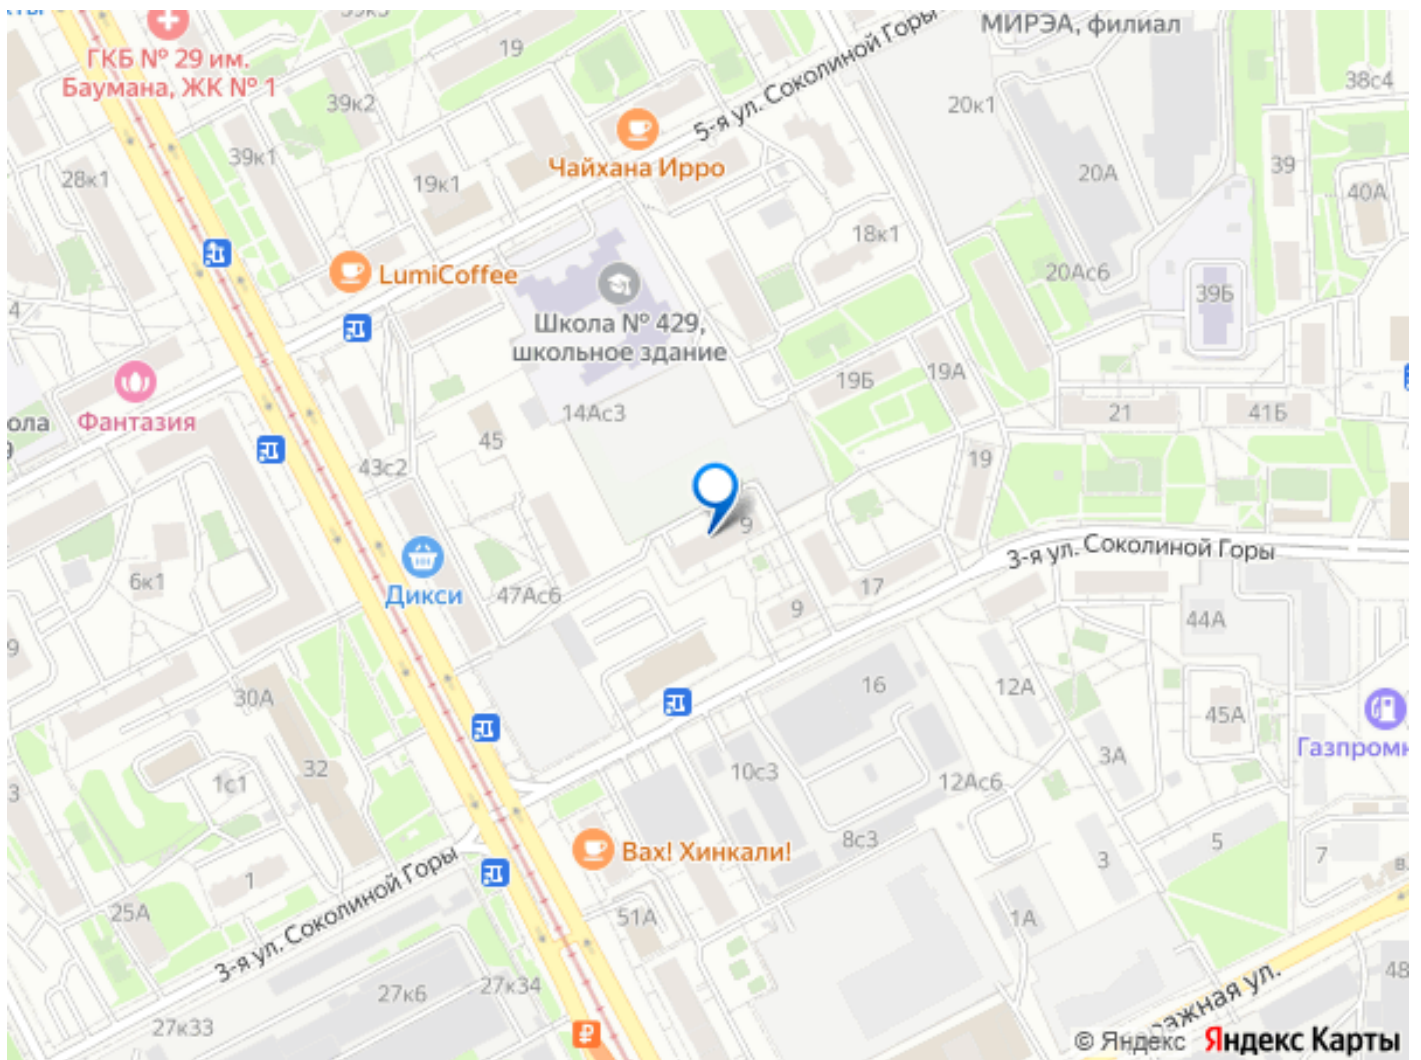 МИРЭА, филиал
ГКБ № 29 им.
Баумана, ЖК № 1
39к2
19
5-я ул. Соколиной Горы
20к1
38с4
39к1
28к1
19к1
Чайхана Ирро
20А
39
40А
18к1
LumiCoffee
20Ас6
39Б
Школа № 429,
школьное здание
Фантазия
14Ас3
19Б
19А
21
41Б
45
43с2
19
9
3-я ул. Соколиной Горы
6к1
Дикси
47Ас6
17
9
44А
30А
16
12А
45А
Газпромн
32
1с1
10с3
3А
12Ас6
8с3
Вах! Хинкали!
3
5
7
1
3-я ул. Соколиной Горы
25А
51А
1А
27к6
27к34
27к33
48
© Яндекс Яндекс Карты